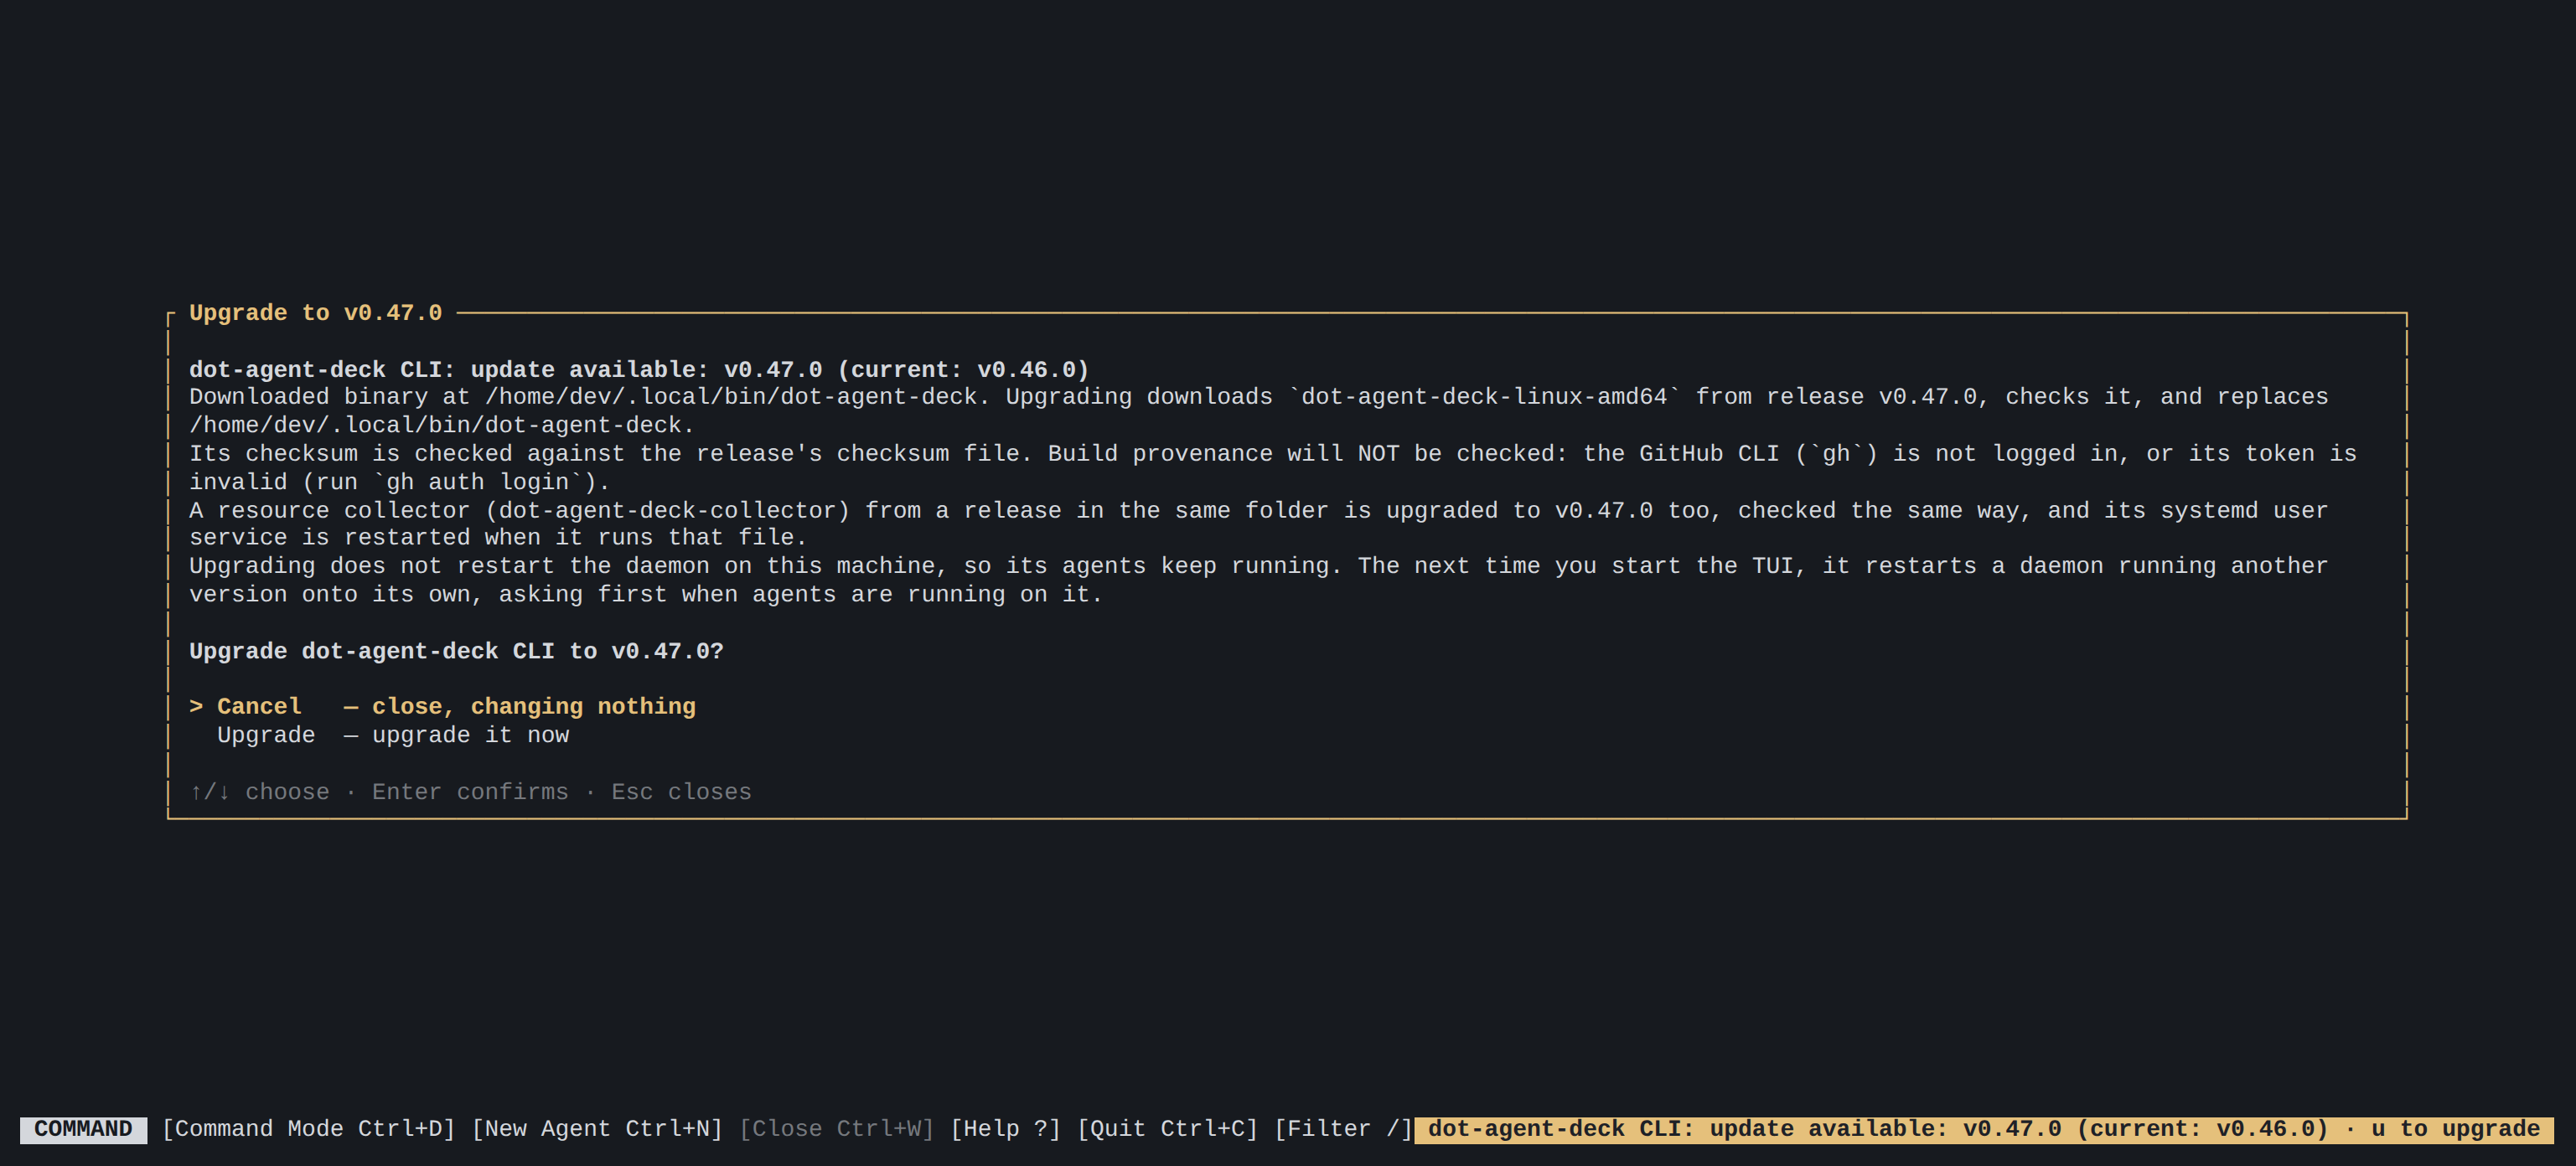 Upgrade to v0.47.0
dot-agent-deck CLI: update available: v0.47.0 (current: v0.46.0)
Downloaded binary at /home/dev/.local/bin/dot-agent-deck. Upgrading downloads `dot-agent-deck-linux-amd64` from release v0.47.0, checks it, and replaces
/home/dev/.local/bin/dot-agent-deck.
Its checksum is checked against the release's checksum file. Build provenance will NOT be checked: the GitHub CLI (`gh`) is not logged in, or its token is
invalid (run `gh auth login`).
A resource collector (dot-agent-deck-collector) from a release in the same folder is upgraded to v0.47.0 too, checked the same way, and its systemd user
service is restarted when it runs that file.
Upgrading does not restart the daemon on this machine, so its agents keep running. The next time you start the TUI, it restarts a daemon running another
version onto its own, asking first when agents are running on it.
Upgrade dot-agent-deck CLI to v0.47.0?
> Cancel — close, changing nothing
Upgrade — upgrade it now
↑/↓ choose · Enter confirms · Esc closes
COMMAND [Command Mode Ctrl+D] [New Agent Ctrl+N] [Close Ctrl+W] [Help ?] [Quit Ctrl+C] [Filter /] dot-agent-deck CLI: update available: v0.47.0 (current: v0.46.0) · u to upgrade